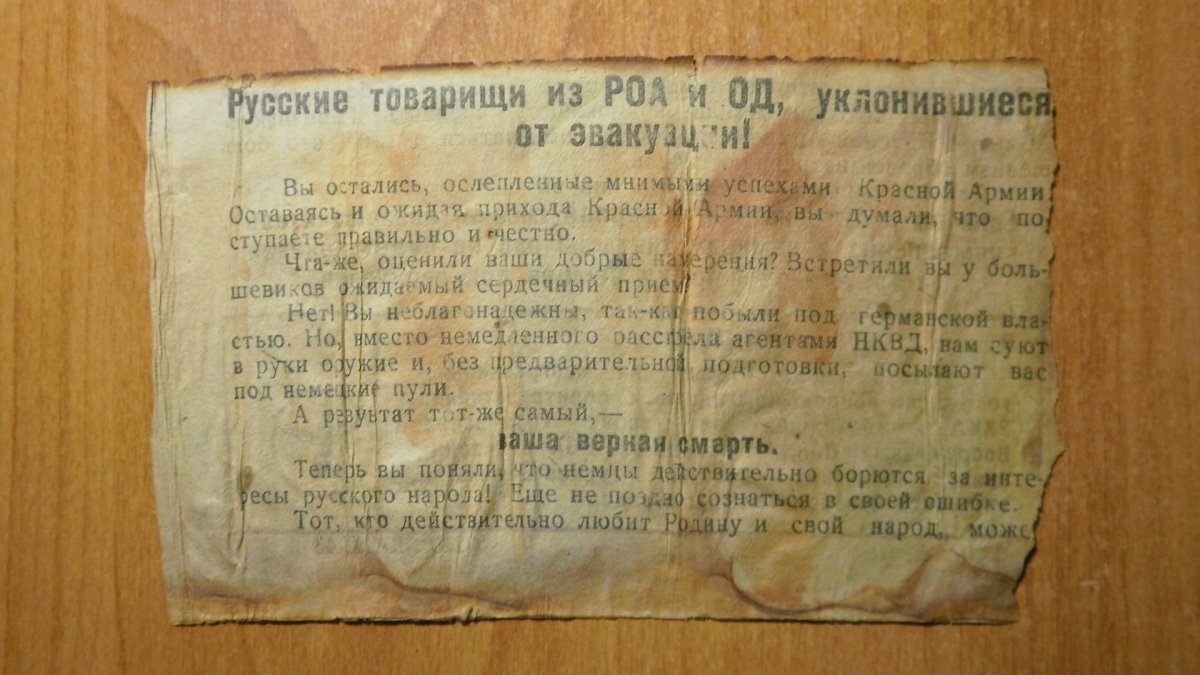 Русские товарищи из РОА и ОД, уклонившиеся
от эвакуации!
Вы остались, ослепленные мнимыми успехами Красной Армии.
Оставаясь и ожидая прихода Красной Армии, вы думали, что по
ступаете правильно и честно.
Чта-же, оценили ваши добрые намерения? Встретили вы у боль-
шевиков ожидаемый сердечный прием?
Нет! Вы неблагонадежны, так-как побыли под германской вла-
стью. Но, вместо немедленного расстрела агентами НКВД, вам суют
в руки оружие и, без предварительной подготовки, посылают вас
под немецкие пули.
А резуьтат тот-же самый,—
ваша верная смерть.
Теперь вы поняли, что немцы действительно борются за инте-
ресы русского народа! Еще не поздно сознаться в своей ошибке.
Тот, кто действительно любит Родину и свой народ, може